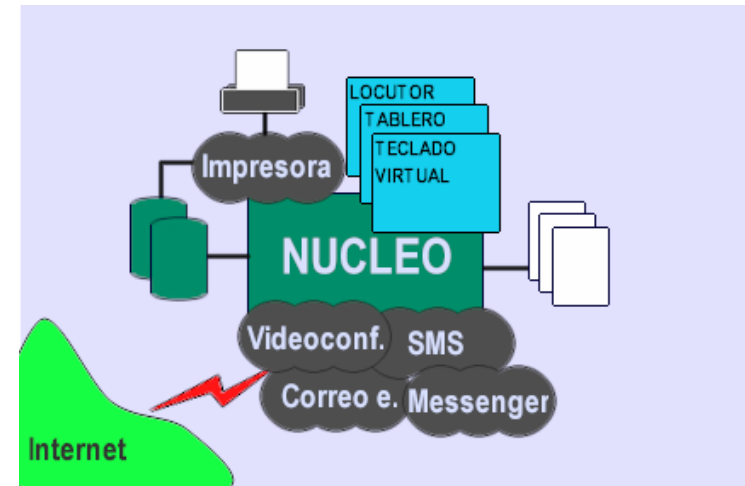 LOCUTOR
TABLERO
TECLADO
VIRTUAL
Impresora
NUCLEO
Videoconf.
SMS
Correo e.
Messenger
Internet